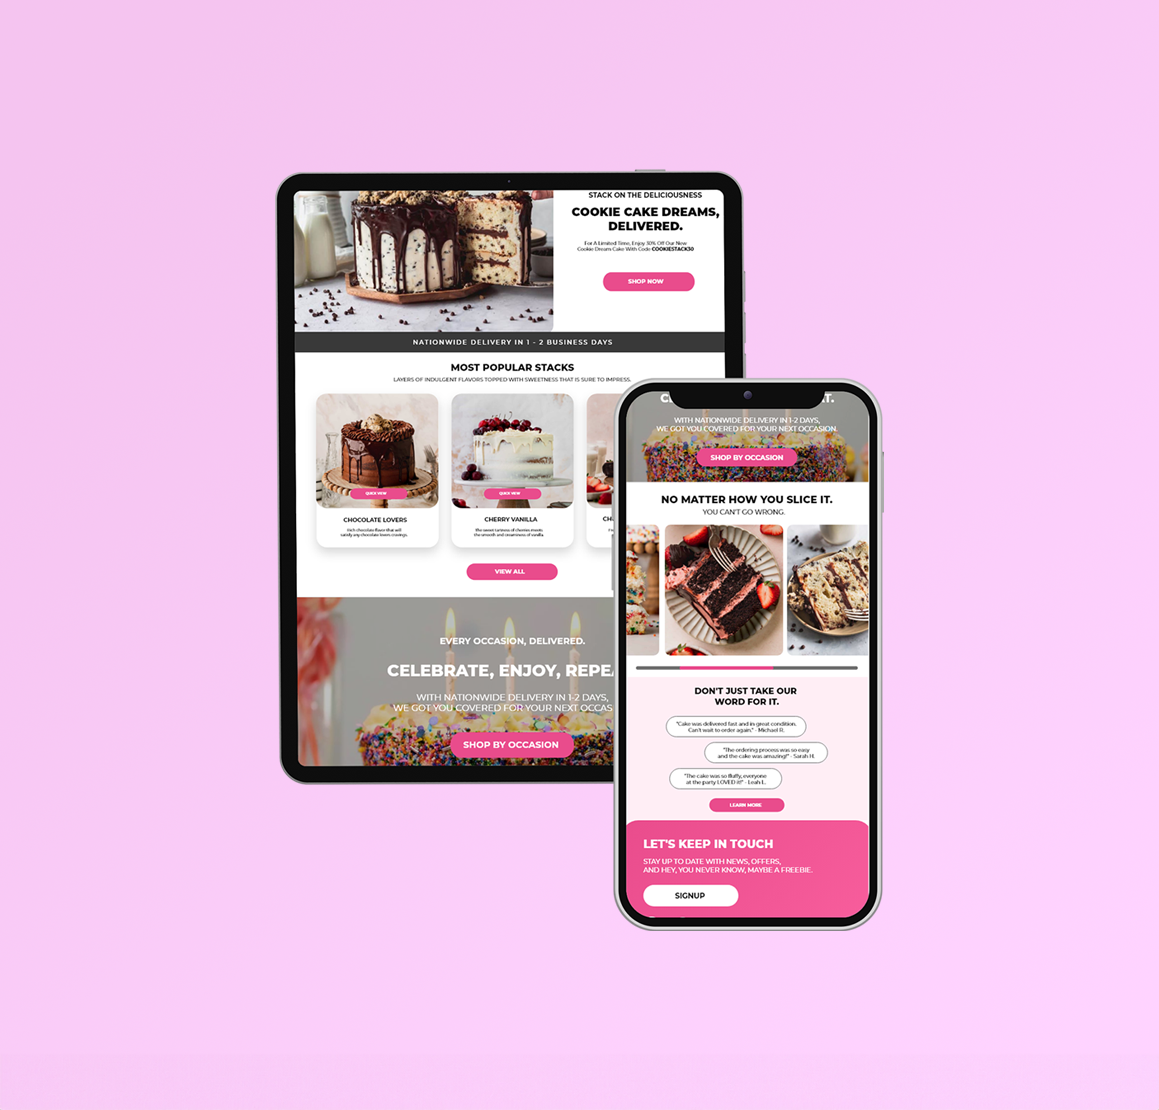 STACK ON THE DELICIOUSNESS
COOKIE CAKE DREAMS,
DELIVERED.
For A Limited Time, Enjoy 30% Off Our New
Cookie Dream Cake With Code COOKIESTACK30
SHOP NOW
NATIONWIDE DELIVERY IN 1 - 2 BUSINESS DAYS
MOST POPULAR STACKS
LAYERS OF INDULGENT FLAVORS TOPPED WITH SWEETNESS THAT IS SURE TO IMPRESS.
QUICK VIEW
QUICK VIEW
CHOCOLATE LOVERS
Rich chocolate flavor that will
satisfy any chocolate lovers cravings.
CHERRY VANILLA
The sweet tartness of cherries meets
the smooth and creaminess of vanilla.
VIEW ALL
EVERY OCCASION, DELIVERED.
CELEBRATE, ENJOY, REPEA
WITH NATIONWIDE DELIVERY IN 1-2 DAYS,
WE GOT YOU COVERED FOR YOUR NEXT OCCAS
SHOP BY OCCASION
WITH NATIONWIDE DELIVERY IN 1-2 DAYS,
WE GOT YOU COVERED FOR YOUR NEXT OCCASION.
SHOP BY OCCASION
NO MATTER HOW YOU SLICE IT.
YOU CAN'T GO WRONG.
DON'T JUST TAKE OUR
WORD FOR IT.
"Cake was delivered fast and in great condition.
Can't wait to order again." - Michael R.
"The ordering process was so easy
and the cake was amazing!" - Sarah H.
"The cake was so fluffy, everyone
at the party LOVED it!" - Leah L.
LEARN MORE
LET'S KEEP IN TOUCH
STAY UP TO DATE WITH NEWS, OFFERS,
AND HEY, YOU NEVER KNOW, MAYBE A FREEBIE.
SIGNUP